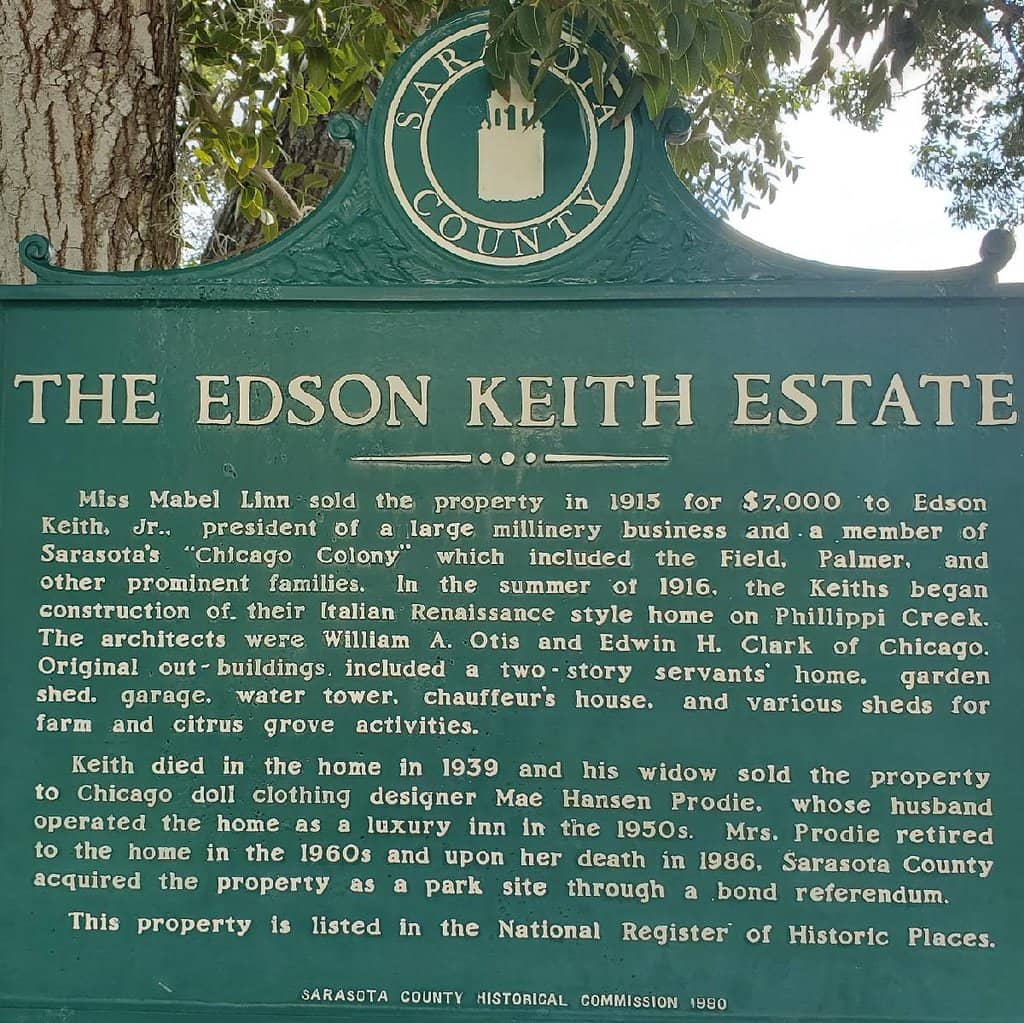 SARASOTA
COUNTY
THE EDSON KEITH ESTATE
Miss Mabel Linn sold the property in 1915 for $7,000 to Edson
Keith, Jr., president of a large millinery business and a member of
Sarasota's "Chicago Colony" which included the Field, Palmer, and
other prominent families. In the summer of 1916, the Keiths began
construction of their Italian Renaissance style home on Phillippi Creek.
The architects were William A. Otis and Edwin H. Clark of Chicago.
Original out-buildings included a two-story servants' home, garden
shed, garage, water tower, chauffeur's house, and various sheds for
farm and citrus grove activities.
Keith died in the home in 1939 and his widow sold the property
to Chicago doll clothing designer Mae Hansen Prodie, whose husband
operated the home as a luxury inn in the 1950s. Mrs. Prodie retired
to the home in the 1960s and upon her death in 1986, Sarasota County
acquired the property as a park site through a bond referendum.
This property is listed in the National Register of Historic Places.
SARASOTA COUNTY HISTORICAL COMMISSION